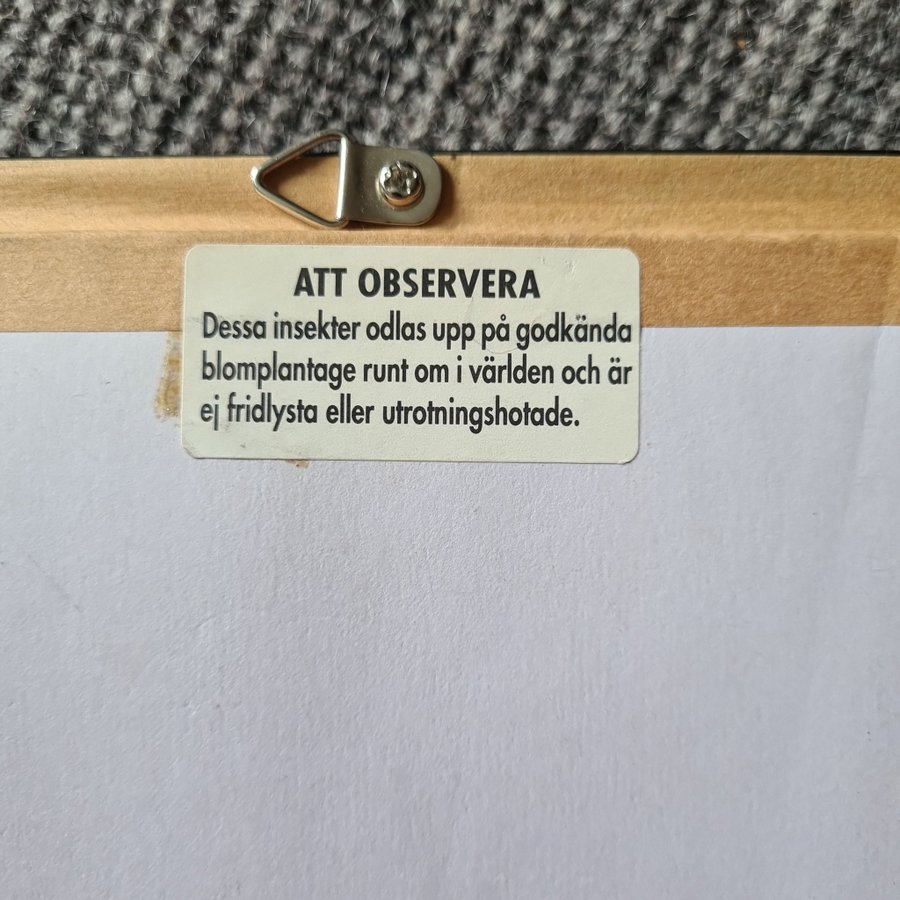 ATT OBSERVERA
Dessa insekter odlas upp på godkända
blomplantage runt om i världen och är
ej fridlysta eller utrotningshotade.